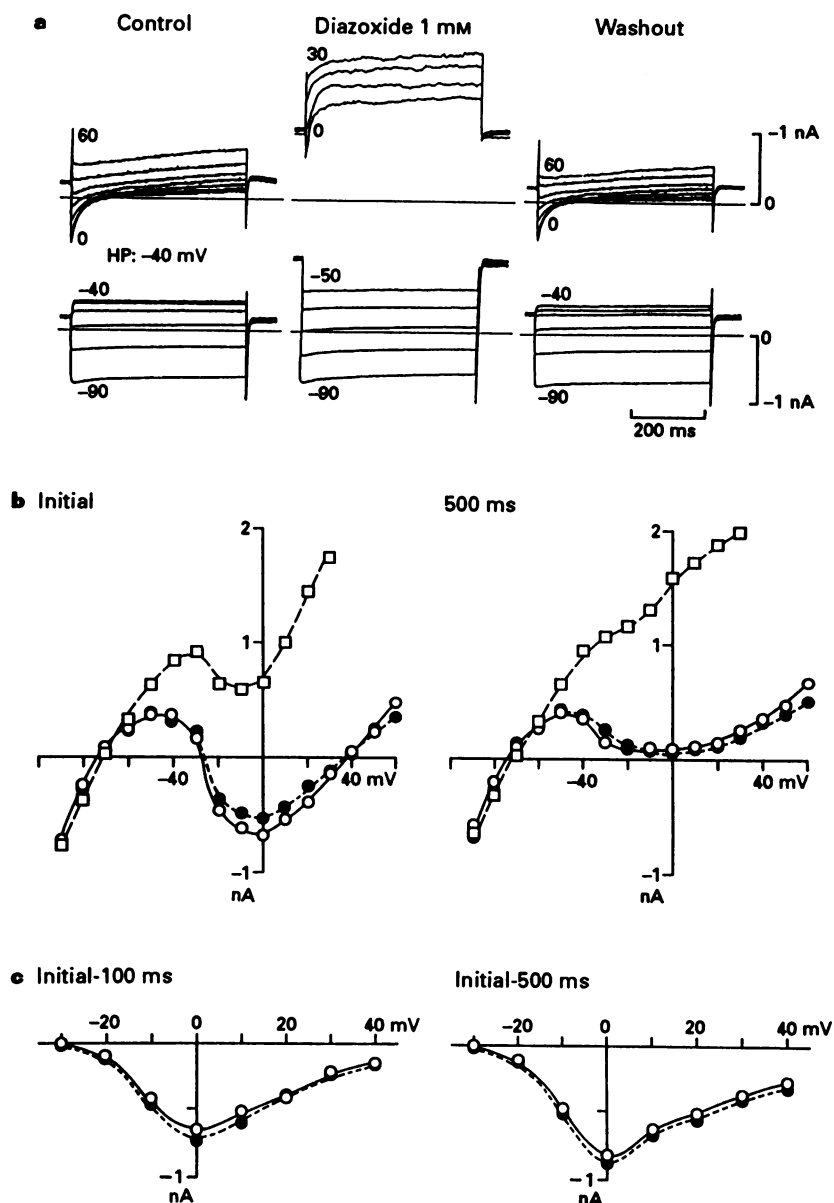 a Control Diazoxide 1 mM Washout
30
60
0
60
-1 nA
0
0
0
HP: -40 mV
-40
-50
-40
0
-90
-90
-90
-1 nA
200 ms
b Initial
500 ms
2
2
1
1
-40
40 mV
-40
40 mV
-1
nA
-1
nA
c Initial-100 ms
Initial-500 ms
-20 0 20 40 mV
-20 0 20 40 mV
-1
nA
-1
nA